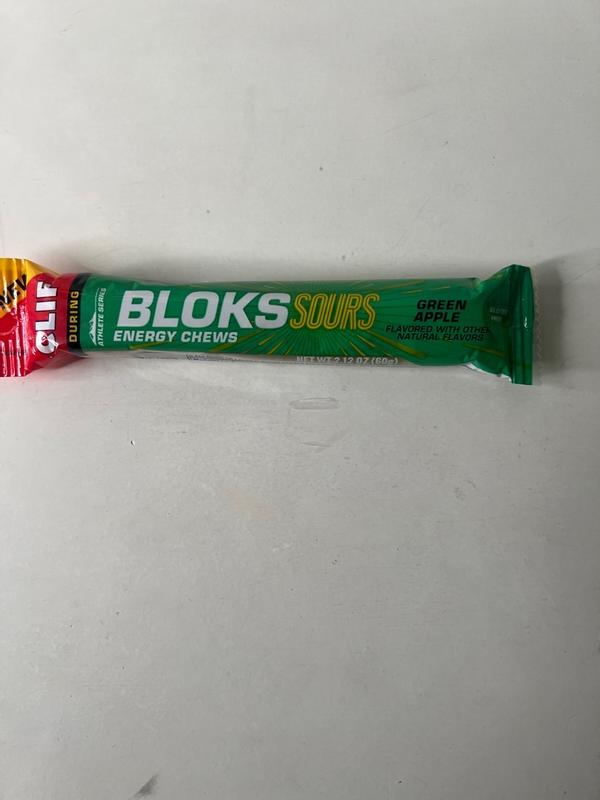 NEW
CLIF
DURING
ATHLETE SERIES
BLOKS SOURS
ENERGY CHEWS
GREEN
APPLE
FLAVORED WITH OTHER
NATURAL FLAVORS
NET WT 2.12 OZ (60g)